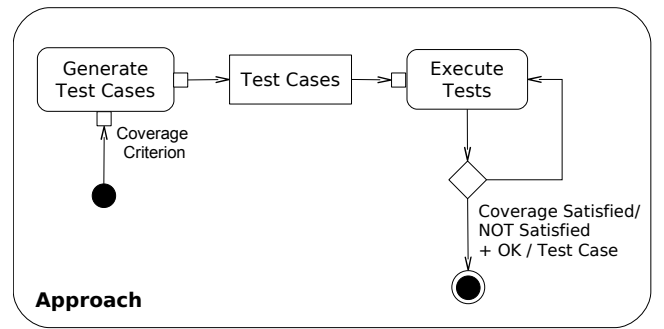 Generate
Test Cases
Test Cases
Execute
Tests
Coverage
Criterion
Coverage Satisfied/
NOT Satisfied
+ OK / Test Case
Approach